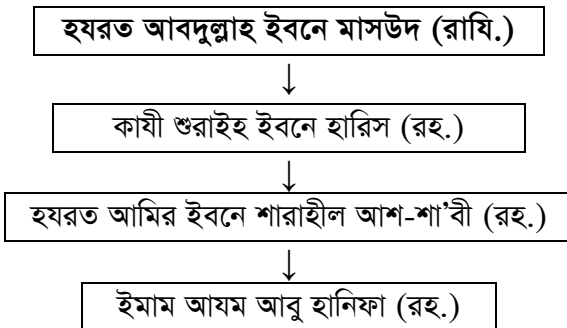 হযরত আবদুল্লাহ ইবনে মাসউদ (রাযি.)
↓
কাযী শুরাইহ ইবনে হারিস (রহ.)
↓
হযরত আমির ইবনে শারাহীল আশ-শা’বী (রহ.)
↓
ইমাম আযম আবু হানিফা (রহ.)